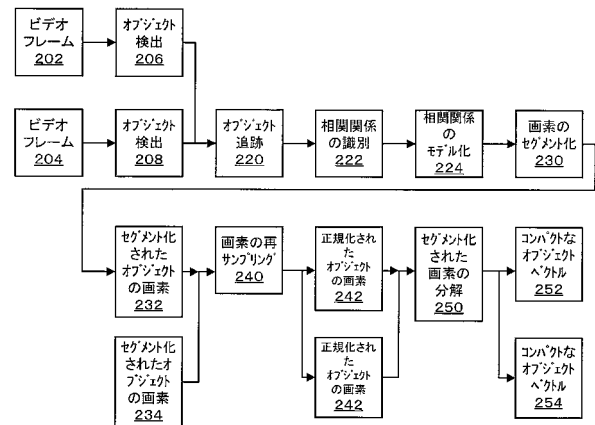 ビデオ
フレーム
202
オブジェクト
検出
206
ビデオ
フレーム
204
オブジェクト
検出
208
オブジェクト
追跡
220
相関関係
の識別
222
相関関係
の
モデル化
224
画素の
セグメント化
230
セグメント化
された
オブジェクト
の画素
232
画素の再
サンプリング
240
正規化され
た
オブジェクト
の画素
242
セグメント化
された
画素の
分解
250
コンパクトな
オブジェクト
ベクトル
252
セグメント化
されたオ
ブジェクト
の画素
234
正規化され
た
オブジェクト
の画素
242
コンパクトな
オブジェクト
ベクトル
254